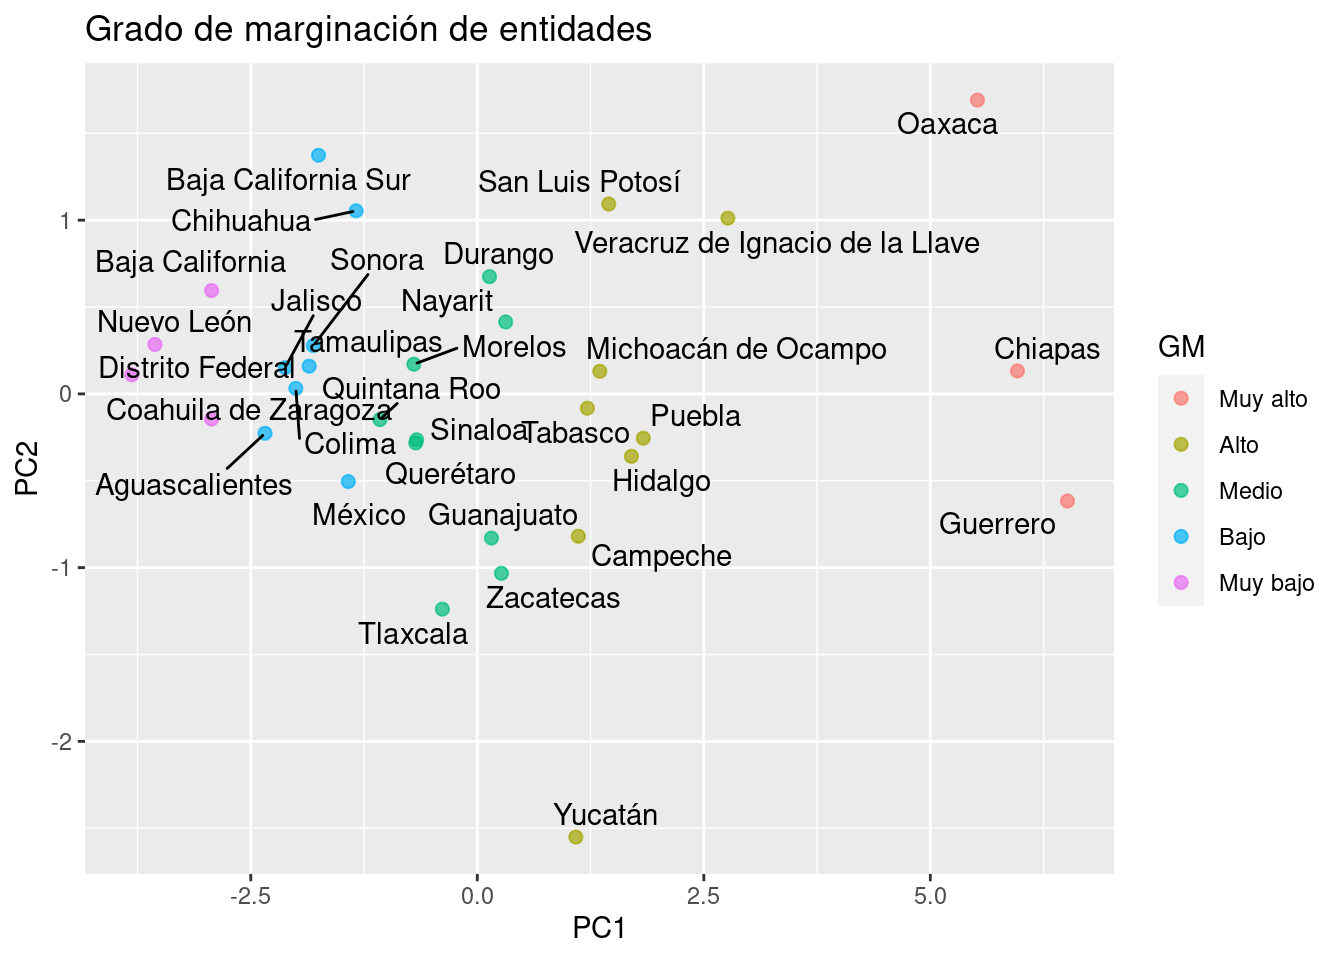 Grado de marginación de entidades
Oaxaca
Baja California Sur
San Luis Potosí
Chihuahua
Veracruz de Ignacio de la Llave
Baja California
Sonora
Durango
Jalisco
Nayarit
Nuevo León
Tamaulipas
Morelos
Michoacán de Ocampo
Chiapas
Distrito Federal
Quintana Roo
Coahuila de Zaragoza
Puebla
Sinaloa
Tabasco
Colima
Querétaro
Hidalgo
Aguascalientes
México
Guanajuato
Guerrero
Campeche
Zacatecas
Tlaxcala
Yucatán
1
0
-1
-2
PC2
-2.5
0.0
2.5
5.0
PC1
GM
Muy alto
Alto
Medio
Bajo
Muy bajo